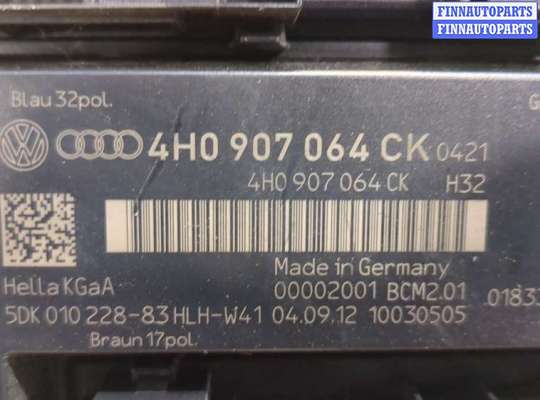 FINNAUTOPARTS
FINNAUTOPARTS
Blau 32pol.
4H0 907 064 CK 0421
4H0 907 064 CK H32
Made in Germany
Hella KGaA
00002001 BCM2.01
5DK 010 228-83 HLH-W41 04.09.12 10030505
Braun 17pol.